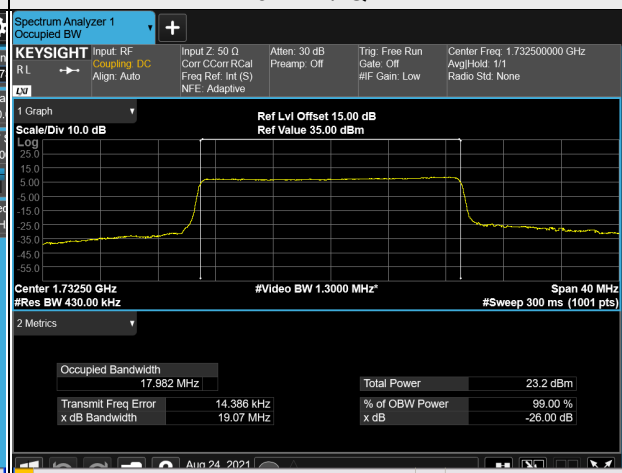 Spectrum Analyzer 1
Occupied BW
+
KEYSIGHT Input: RF Input Z: 50 Ω Atten: 30 dB Trig: Free Run Center Freq: 1.732500000 GHz
RL Coupling: DC Corr CCorr RCal Preamp: Off Gate: Off Avg|Hold: 1/1
Align: Auto Freq Ref: Int (S) #IF Gain: Low Radio Std: None
LXI NFE: Adaptive
1 Graph
Ref Lvl Offset 15.00 dB
Scale/Div 10.0 dB Ref Value 35.00 dBm
Log
25.0
15.0
5.00
-5.00
-15.0
-25.0
-35.0
-45.0
-55.0
Center 1.73250 GHz #Video BW 1.3000 MHz* Span 40 MHz
#Res BW 430.00 kHz #Sweep 300 ms (1001 pts)
2 Metrics
Occupied Bandwidth
17.982 MHz Total Power 23.2 dBm
Transmit Freq Error 14.386 kHz % of OBW Power 99.00 %
x dB Bandwidth 19.07 MHz x dB -26.00 dB
Aug 24, 2021